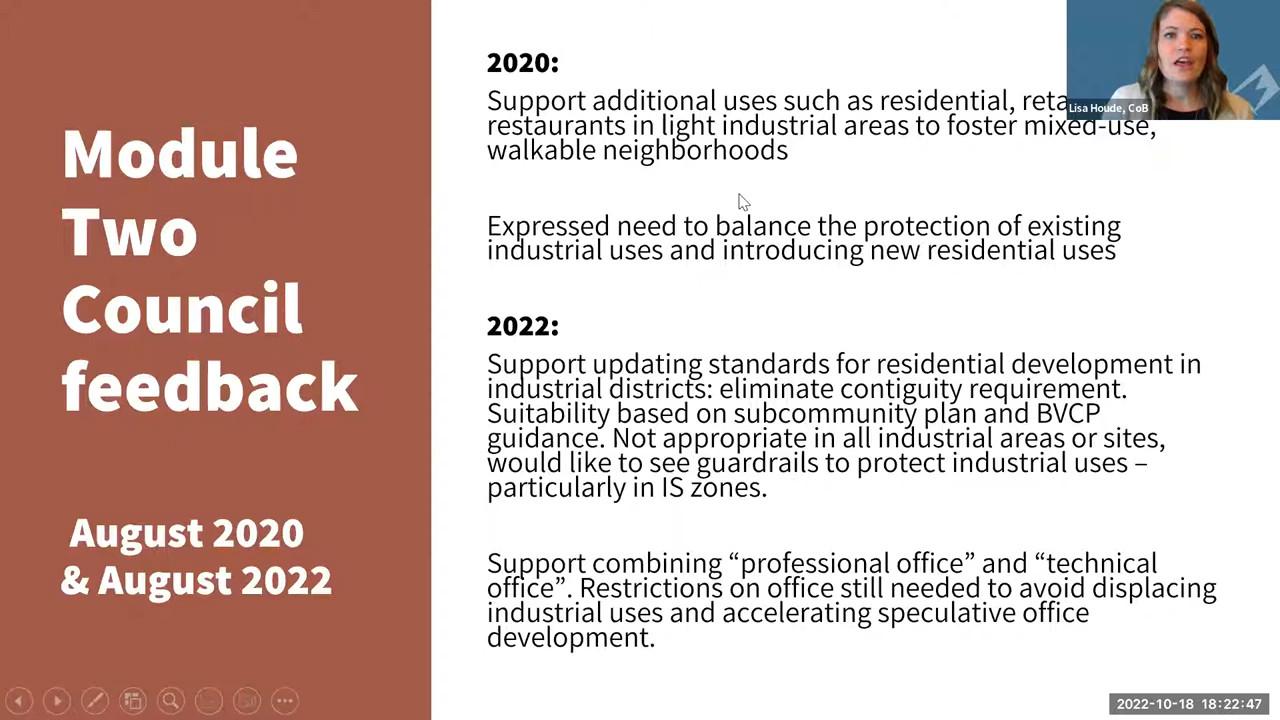 Module
Two
Council
feedback
August 2020
& August 2022
2020:
Support additional uses such as residential,
restaurants in light industrial areas to foster mixed-use,
walkable neighborhoods
Expressed need to balance the protection of existing
industrial uses and introducing new residential uses
2022:
Support updating standards for residential development in
industrial districts: eliminate contiguity requirement.
Suitability based on subcommunity plan and BVCP
guidance. Not appropriate in all industrial areas or sites,
would like to see guardrails to protect industrial uses –
particularly in IS zones.
Support combining “professional office” and “technical
office”. Restrictions on office still needed to avoid displacing
industrial uses and accelerating speculative office
development.
Lisa Houde, CoB
2022-10-18 18:22:47